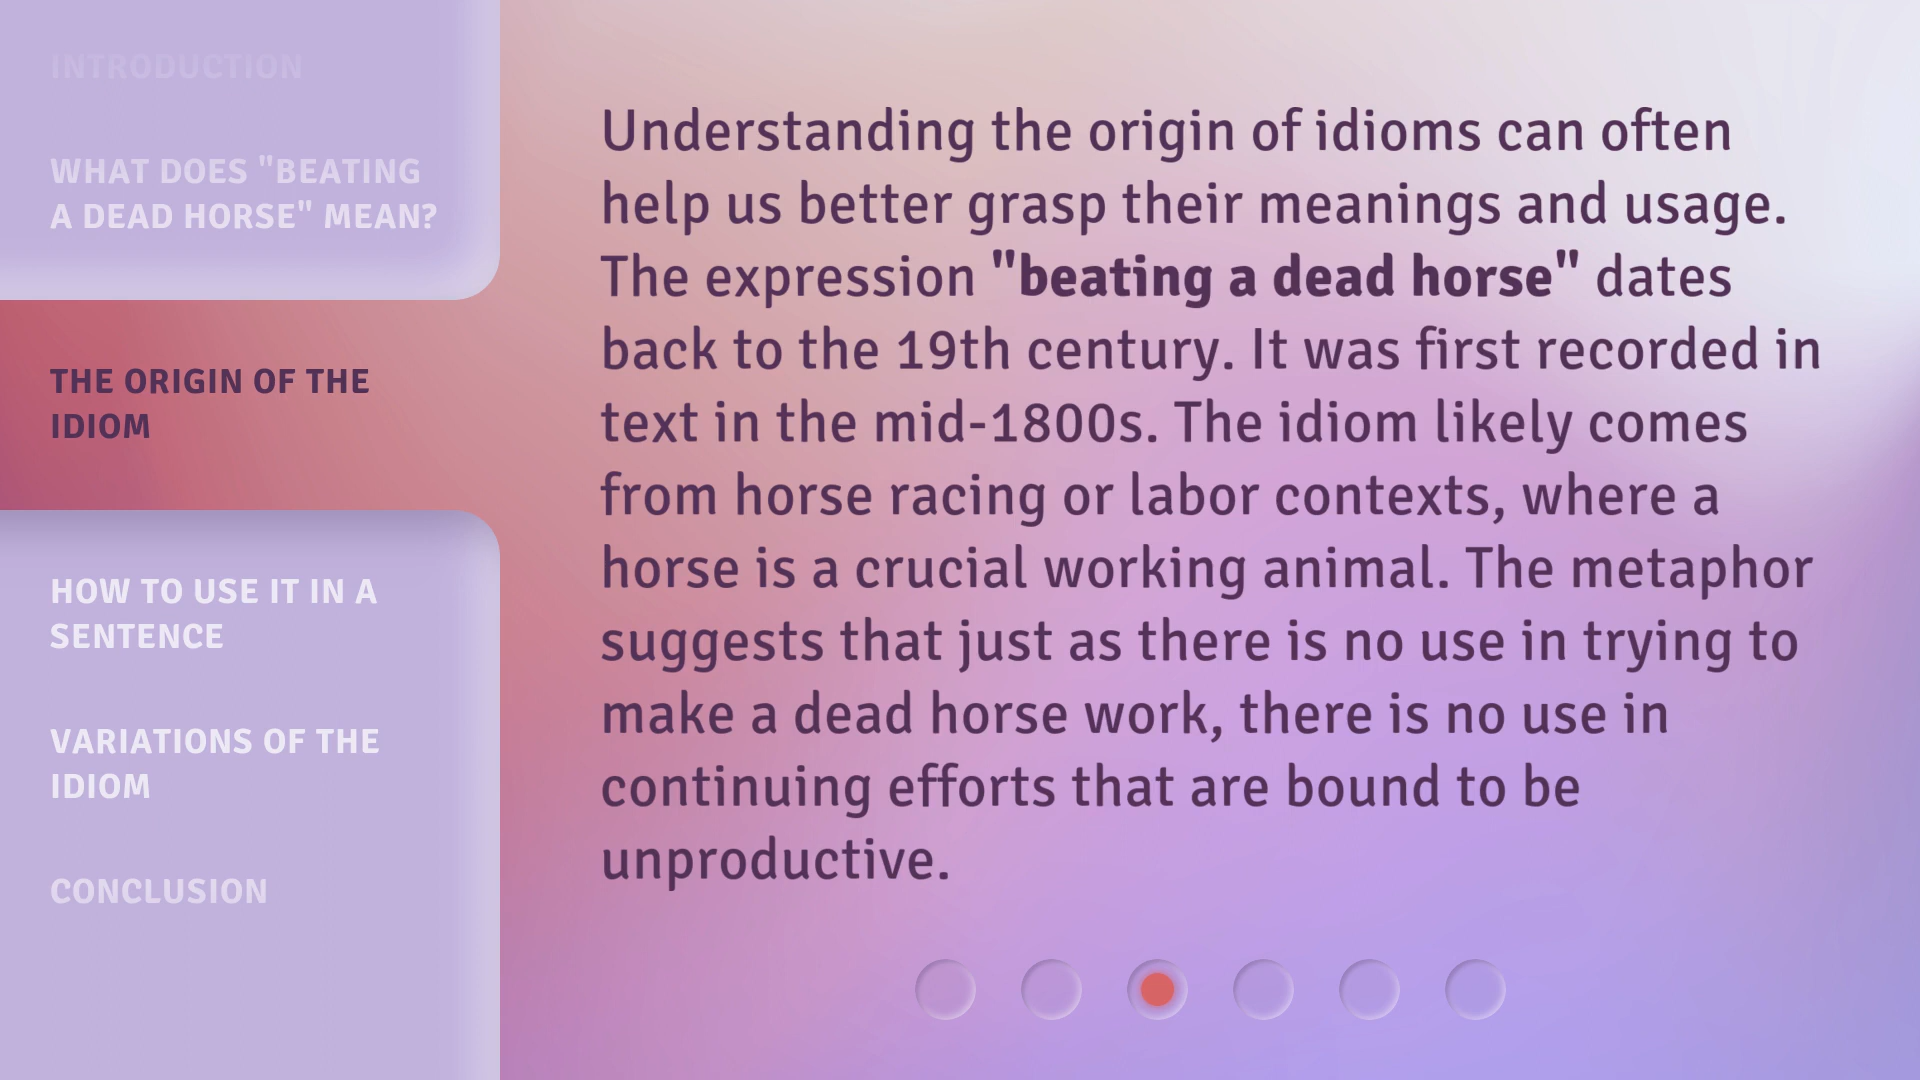 INTRODUCTION
WHAT DOES "BEATING
A DEAD HORSE" MEAN?
THE ORIGIN OF THE
IDIOM
HOW TO USE IT IN A
SENTENCE
VARIATIONS OF THE
IDIOM
CONCLUSION
Understanding the origin of idioms can often
help us better grasp their meanings and usage.
The expression "beating a dead horse" dates
back to the 19th century. It was first recorded in
text in the mid-1800s. The idiom likely comes
from horse racing or labor contexts, where a
horse is a crucial working animal. The metaphor
suggests that just as there is no use in trying to
make a dead horse work, there is no use in
continuing efforts that are bound to be
unproductive.